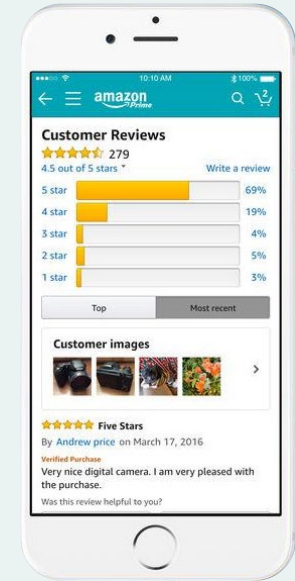 10:10 AM
100%
amazon
Prime
2
Customer Reviews
279
4.5 out of 5 stars
Write a review
5 star 69%
4 star 19%
3 star 4%
2 star 5%
1 star 3%
Top Most recent
Customer images
Five Stars
By Andrew price on March 17, 2016
Verified Purchase
Very nice digital camera. I am very pleased with
the purchase.
Was this review helpful to you?